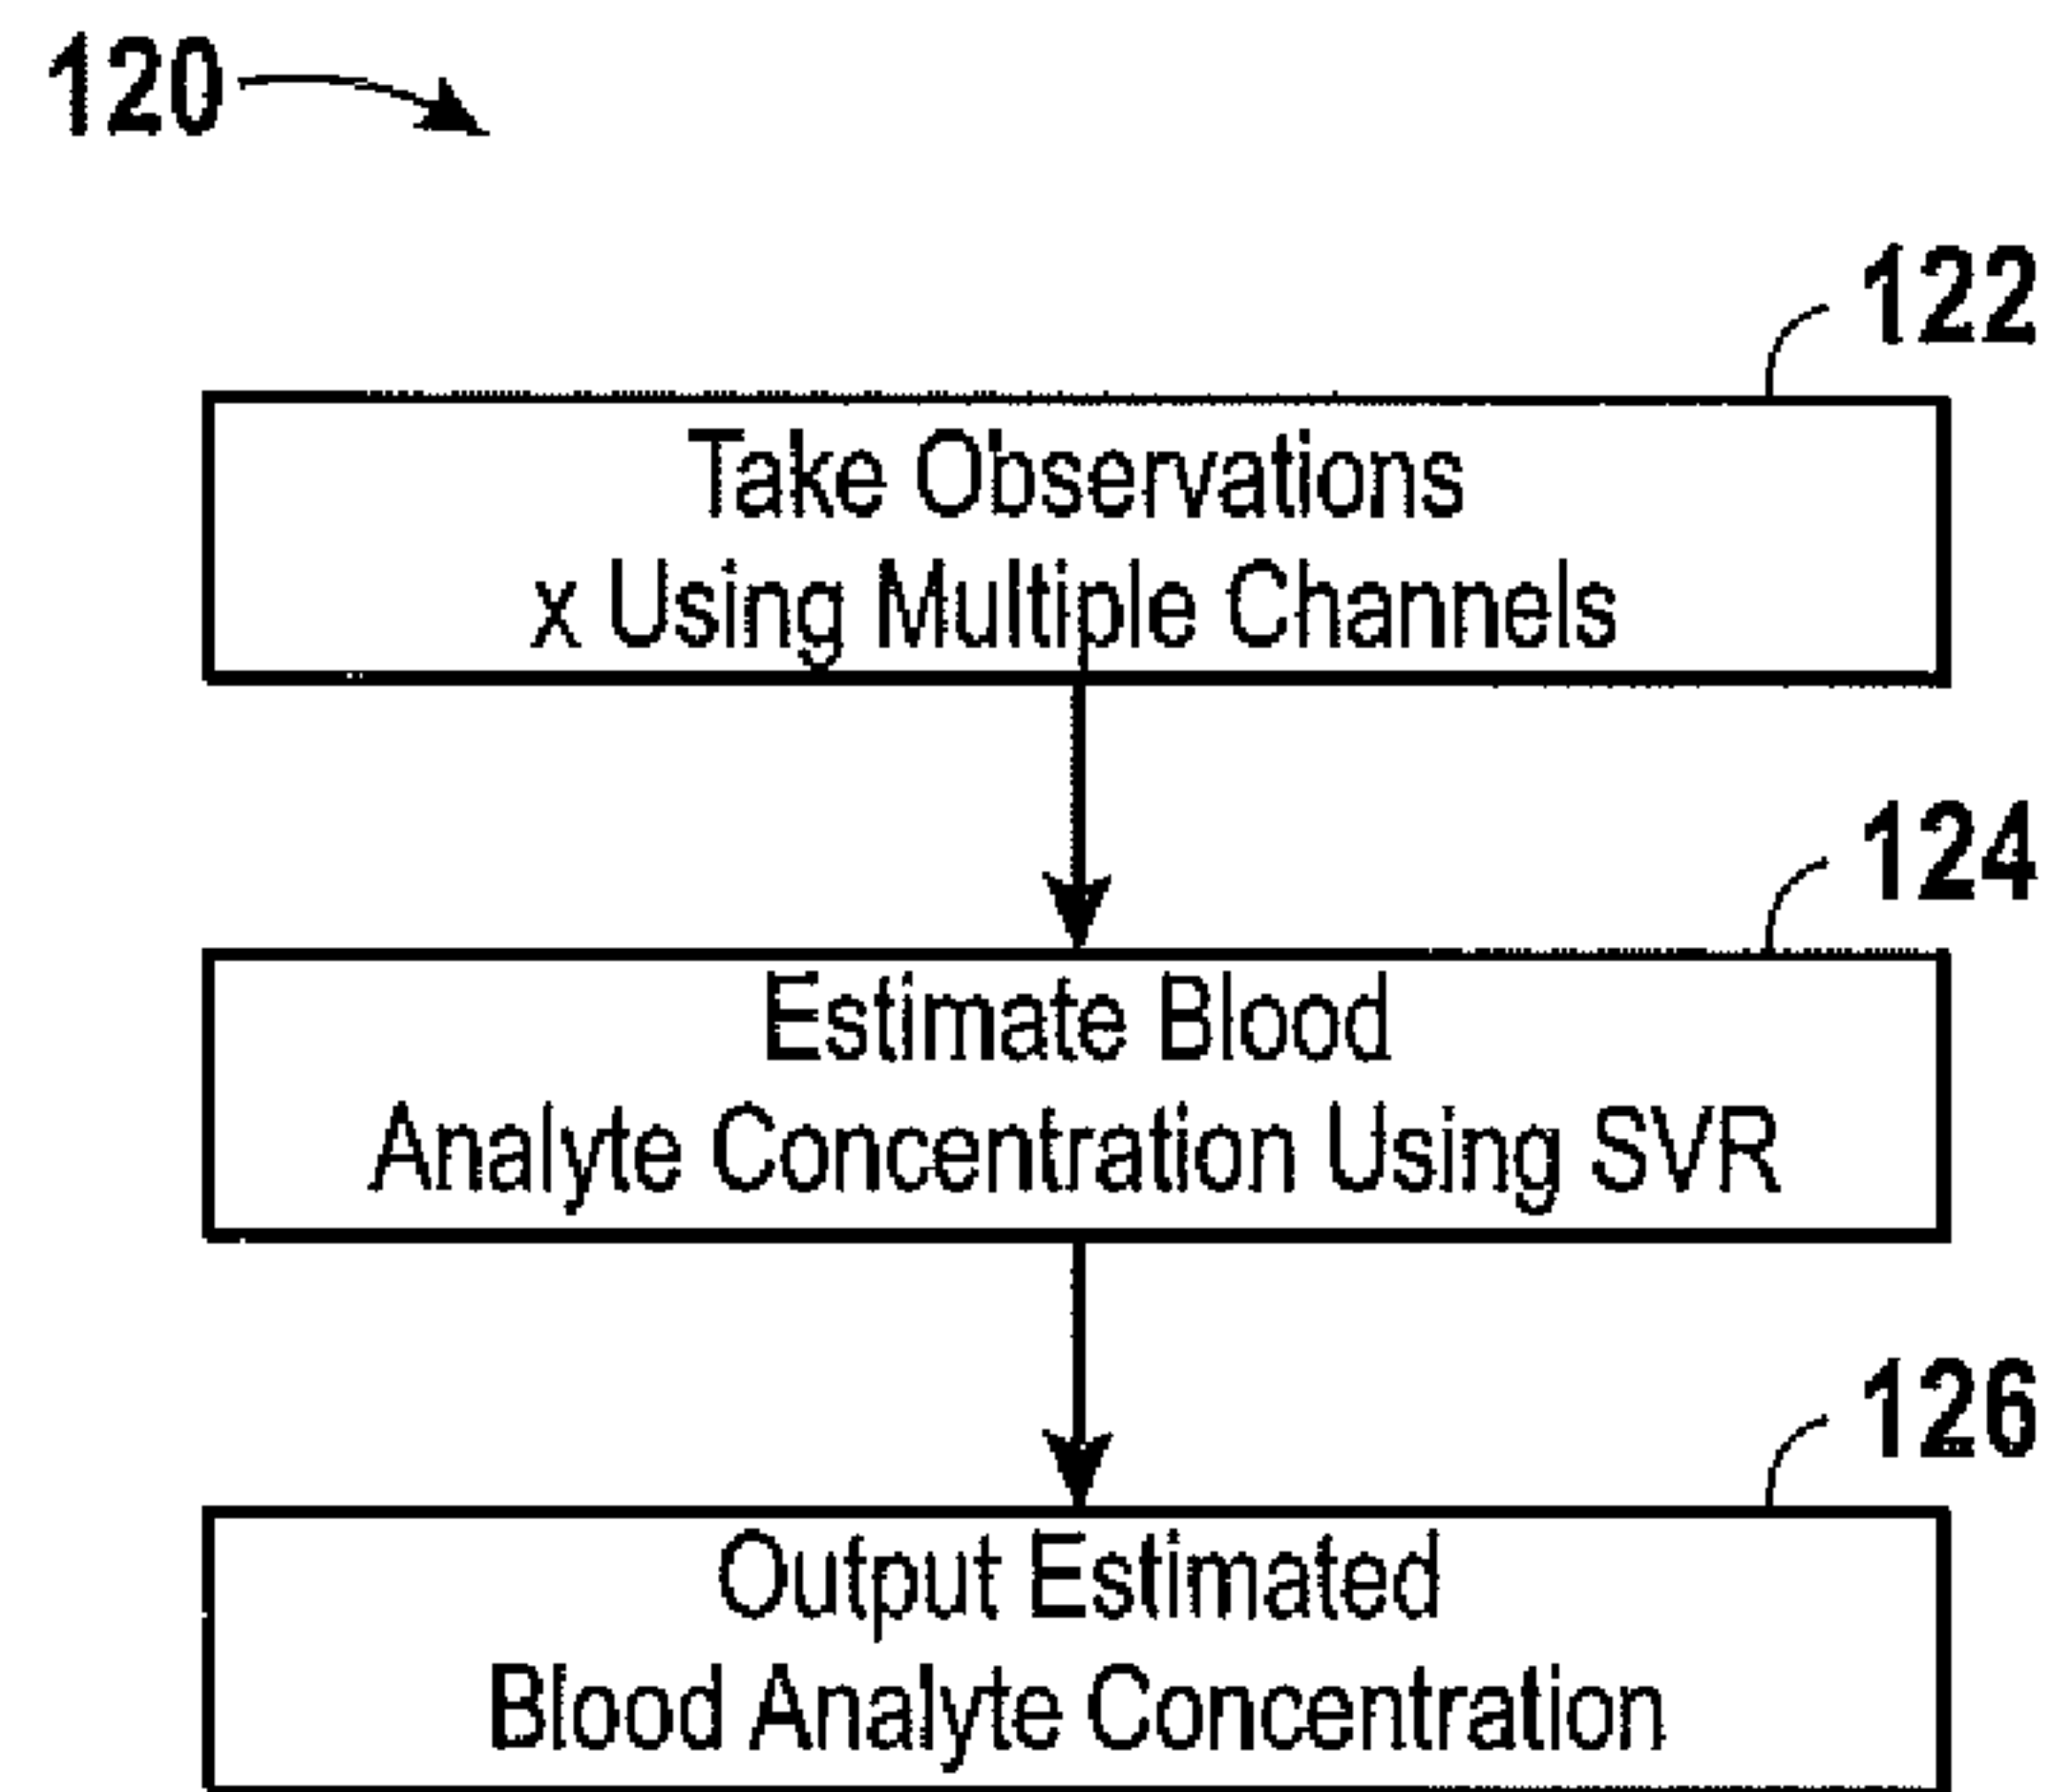 120
122
Take Observations
x Using Multiple Channels
124
Estimate Blood
Analyte Concentration Using SVR
126
Output Estimated
Blood Analyte Concentration